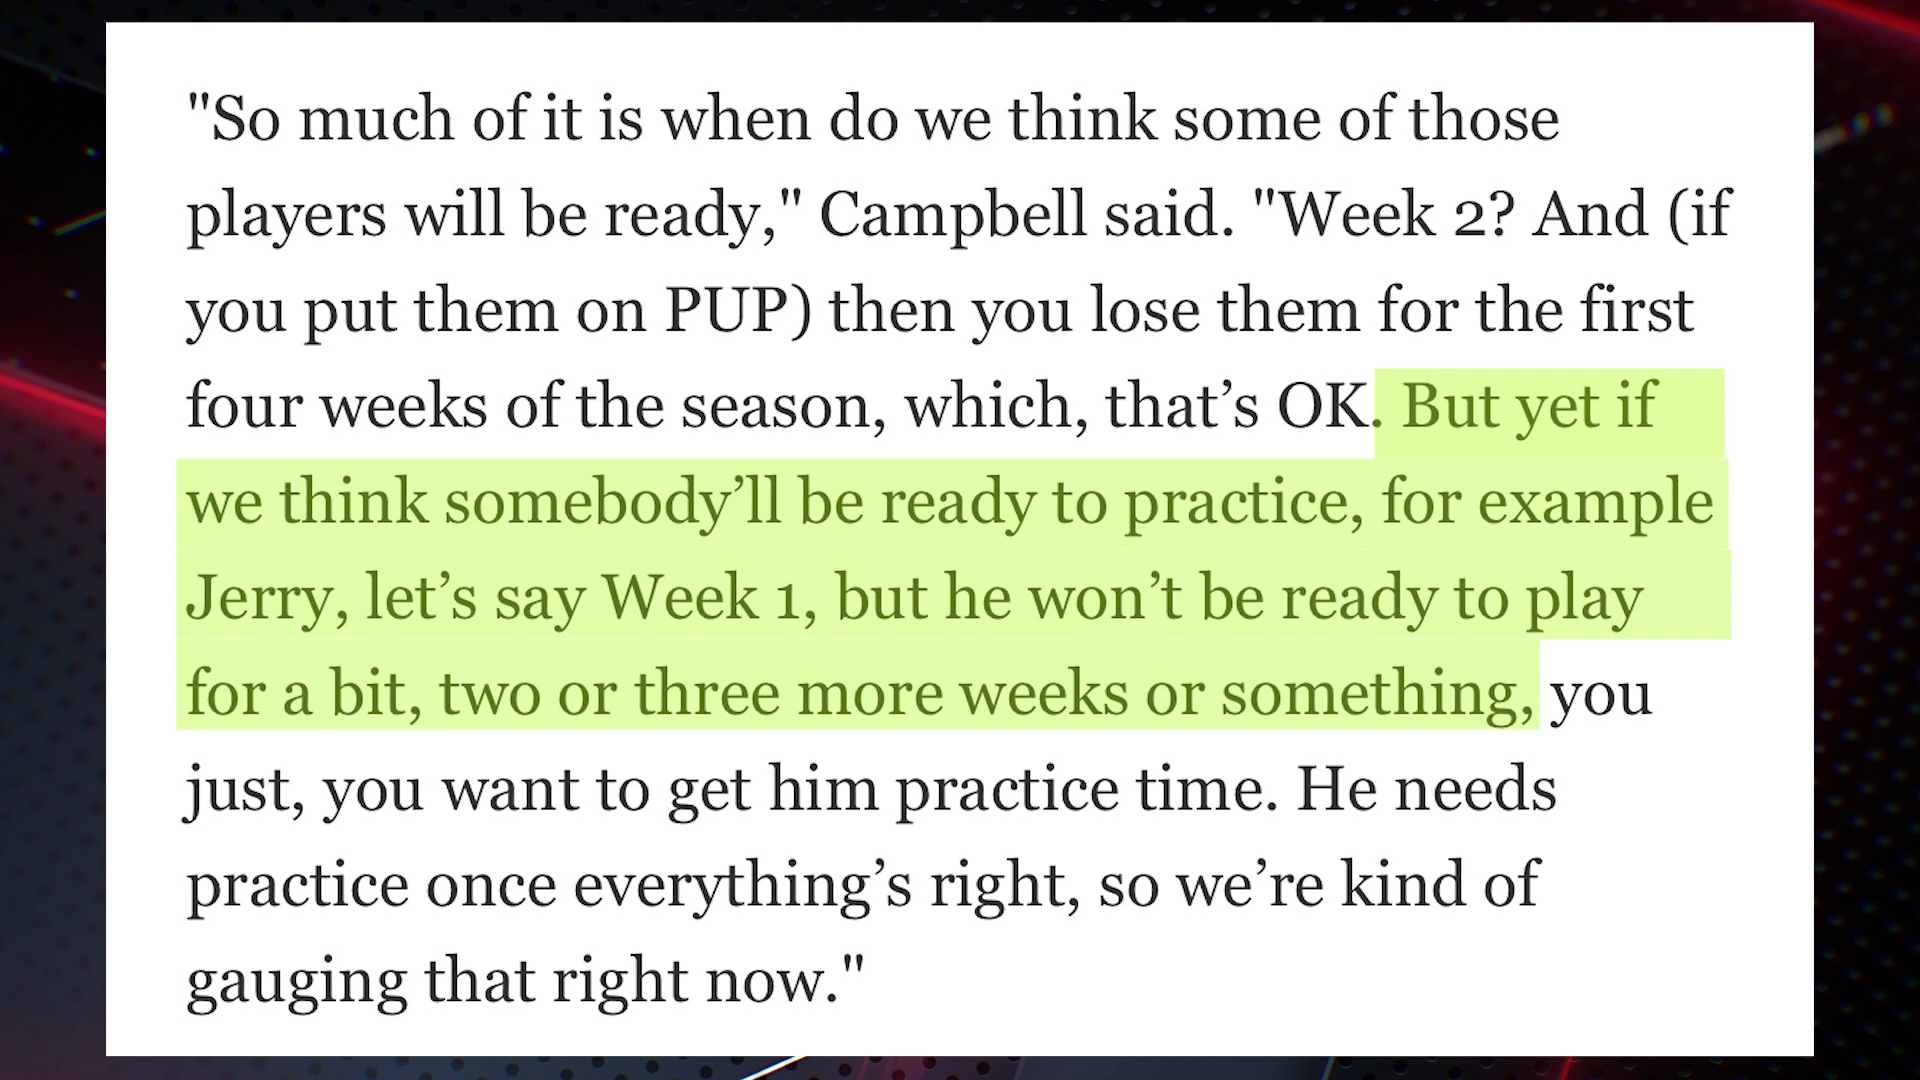 "So much of it is when do we think some of those
players will be ready," Campbell said. "Week 2? And (if
you put them on PUP) then you lose them for the first
four weeks of the season, which, that’s OK. But yet if
we think somebody’ll be ready to practice, for example
Jerry, let’s say Week 1, but he won’t be ready to play
for a bit, two or three more weeks or something, you
just, you want to get him practice time. He needs
practice once everything’s right, so we’re kind of
gauging that right now."